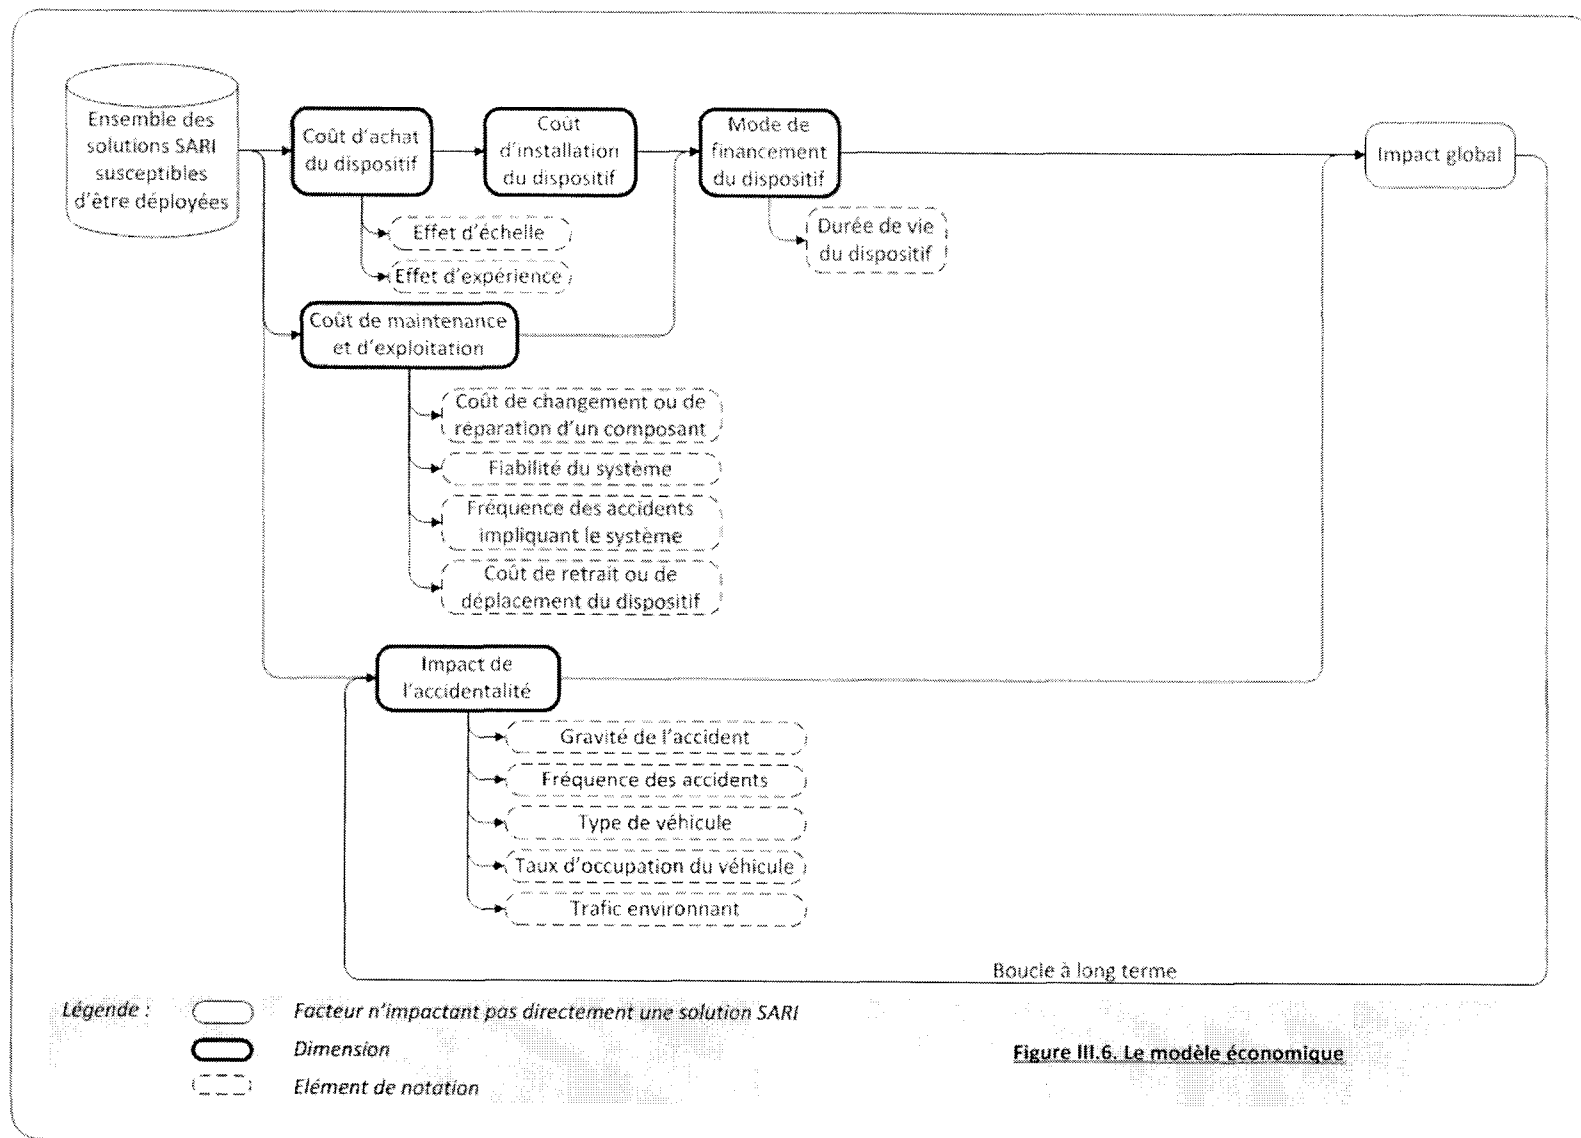 Ensemble des
solutions SARI
susceptibles
d'être déployées
Coût d'achat
du dispositif
Coût
d'installation
du dispositif
Mode de
financement
du dispositif
Impact global
Effet d'échelle
Effet d'expérience
Durée de vie
du dispositif
Coût de maintenance
et d'exploitation
Coût de changement ou de
réparation d'un composant
Fiabilité du système
Fréquence des accidents
impliquant le système
Coût de retrait ou de
déplacement du dispositif
Impact de
l'accidentalité
Gravité de l'accident
Fréquence des accidents
Type de véhicule
Taux d'occupation du véhicule
Trafic environnant
Boucle à long terme
Légende :
Facteur n'impactant pas directement une solution SARI
Dimension
Elément de notation
Figure III.6. Le modèle économique